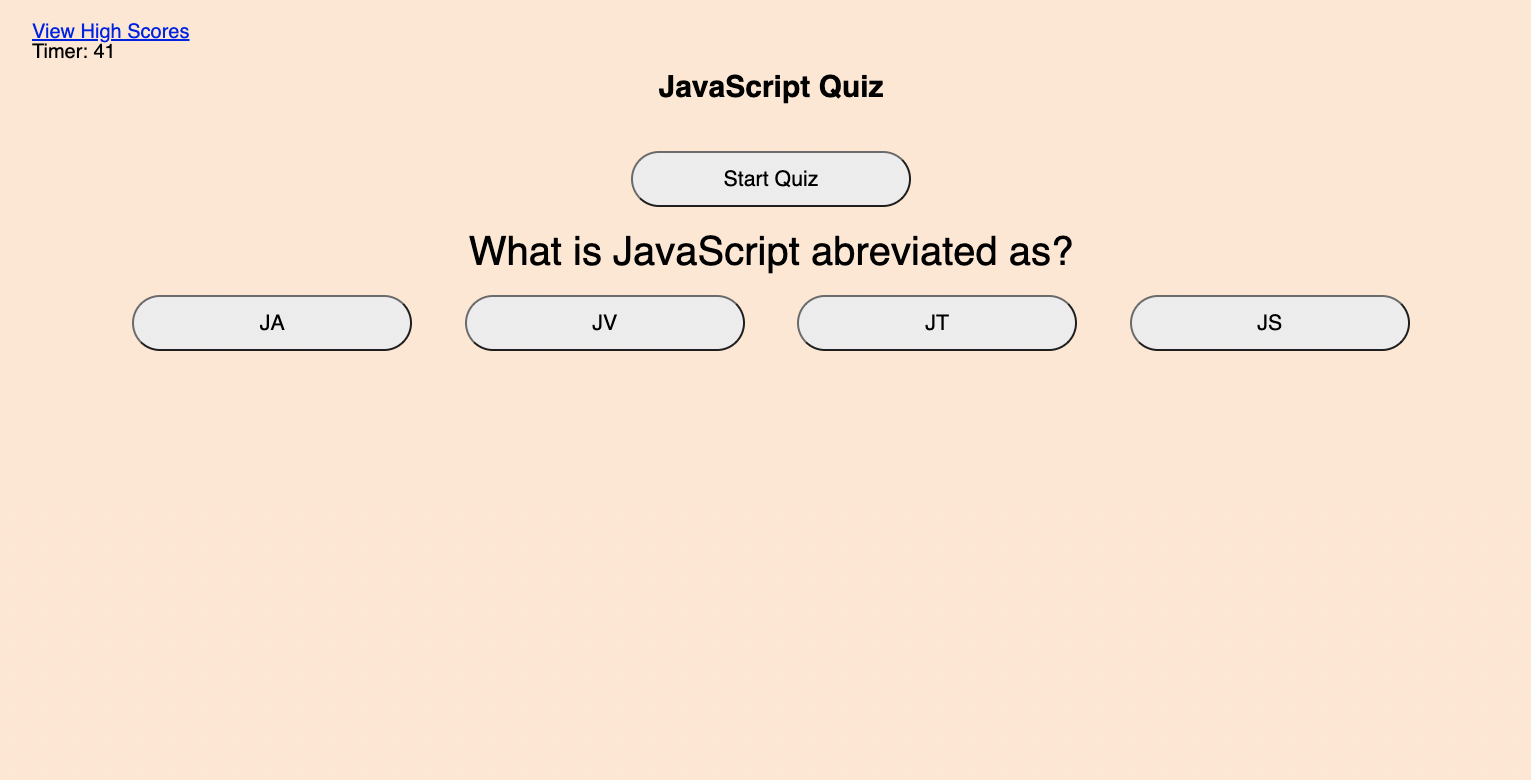 View High Scores
Timer: 41
JavaScript Quiz
Start Quiz
What is JavaScript abreviated as?
JA JV JT JS